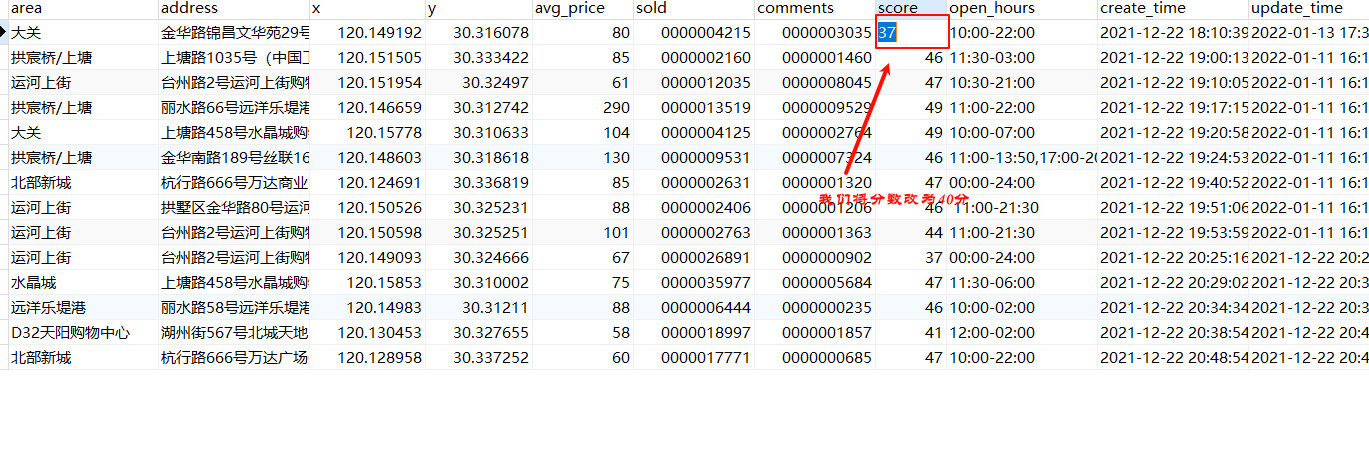 area address x y avg_price sold comments score open_hours create_time update_time
大关 金华路锦昌文华苑29号 120.149192 30.316078 80 0000004215 0000003035 37 10:00-22:00 2021-12-22 18:10:39 2022-01-13 17:3
拱宸桥/上塘 上塘路1035号（中国工 120.151505 30.333422 85 0000002160 0000001460 46 11:30-03:00 2021-12-22 19:00:13 2022-01-11 16:1
运河上街 台州路2号运河上街购物 120.151954 30.32497 61 0000012035 0000008045 47 10:30-21:00 2021-12-22 19:10:05 2022-01-11 16:1
拱宸桥/上塘 丽水路66号远洋乐堤港 120.146659 30.312742 290 0000013519 0000009529 49 11:00-22:00 2021-12-22 19:17:15 2022-01-11 16:1
大关 上塘路458号水晶城购物 120.15778 30.310633 104 0000004125 0000002764 49 10:00-07:00 2021-12-22 19:20:58 2022-01-11 16:1
拱宸桥/上塘 金华南路189号丝联16 120.148603 30.318618 130 0000009531 0000007324 46 11:00-13:50,17:00-20 2021-12-22 19:24:53 2022-01-11 16:1
北部新城 杭行路666号万达商业 120.124691 30.336819 85 0000002631 0000001320 47 00:00-24:00 2021-12-22 19:40:52 2022-01-11 16:1
我们将分数改为40分
运河上街 拱墅区金华路80号运河 120.150526 30.325231 88 0000002406 0000001206 46 11:00-21:30 2021-12-22 19:51:06 2022-01-11 16:1
运河上街 台州路2号运河上街购物 120.150598 30.325251 101 0000002763 0000001363 44 11:00-21:30 2021-12-22 19:53:59 2022-01-11 16:1
运河上街 台州路2号运河上街购物 120.149093 30.324666 67 0000026891 0000000902 37 00:00-24:00 2021-12-22 20:25:16 2021-12-22 20:2
水晶城 上塘路458号水晶城购物 120.15853 30.310002 75 0000035977 0000005684 47 11:30-06:00 2021-12-22 20:29:02 2021-12-22 20:2
远洋乐堤港 丽水路58号远洋乐堤港 120.14983 30.31211 88 0000006444 0000000235 46 10:00-02:00 2021-12-22 20:34:34 2021-12-22 20:3
D32天阳购物中心 湖州街567号北城天地 120.130453 30.327655 58 0000018997 0000001857 41 12:00-02:00 2021-12-22 20:38:54 2021-12-22 20:4
北部新城 杭行路666号万达广场 120.128958 30.337252 60 0000017771 0000000685 47 10:00-22:00 2021-12-22 20:48:54 2021-12-22 20:4